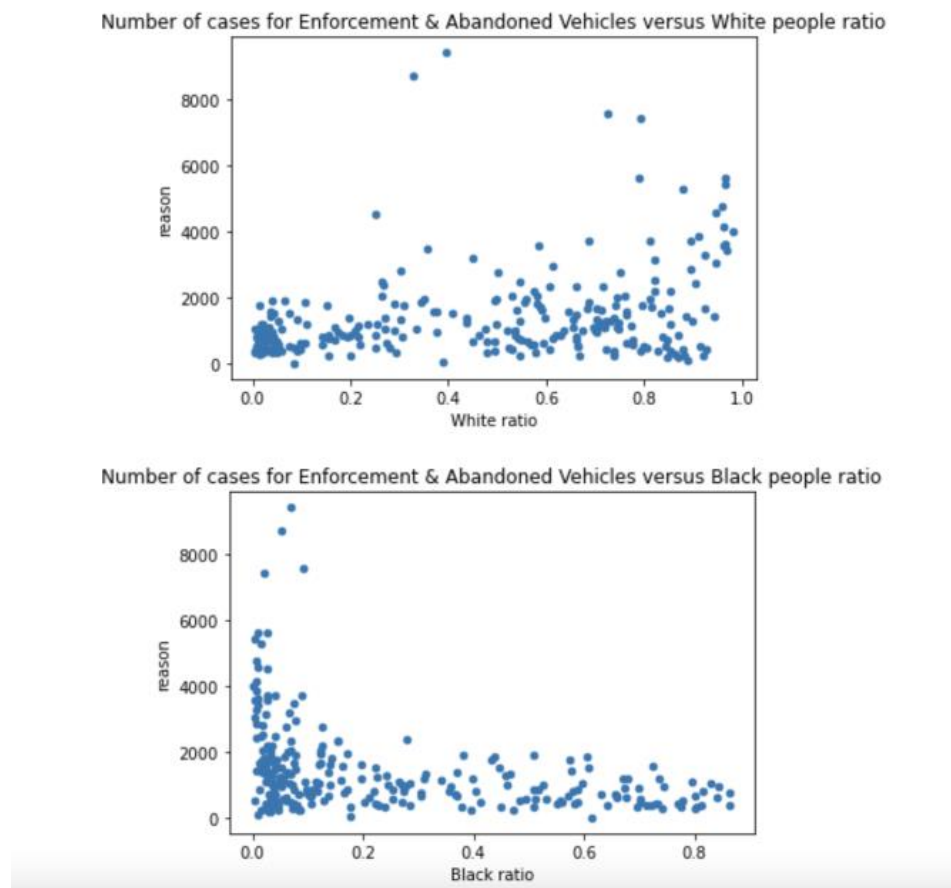 Number of cases for Enforcement & Abandoned Vehicles versus White people ratio
8000
6000
4000
2000
0
reason
0.0 0.2 0.4 0.6 0.8 1.0
White ratio
Number of cases for Enforcement & Abandoned Vehicles versus Black people ratio
8000
6000
4000
2000
0
reason
0.0 0.2 0.4 0.6 0.8
Black ratio